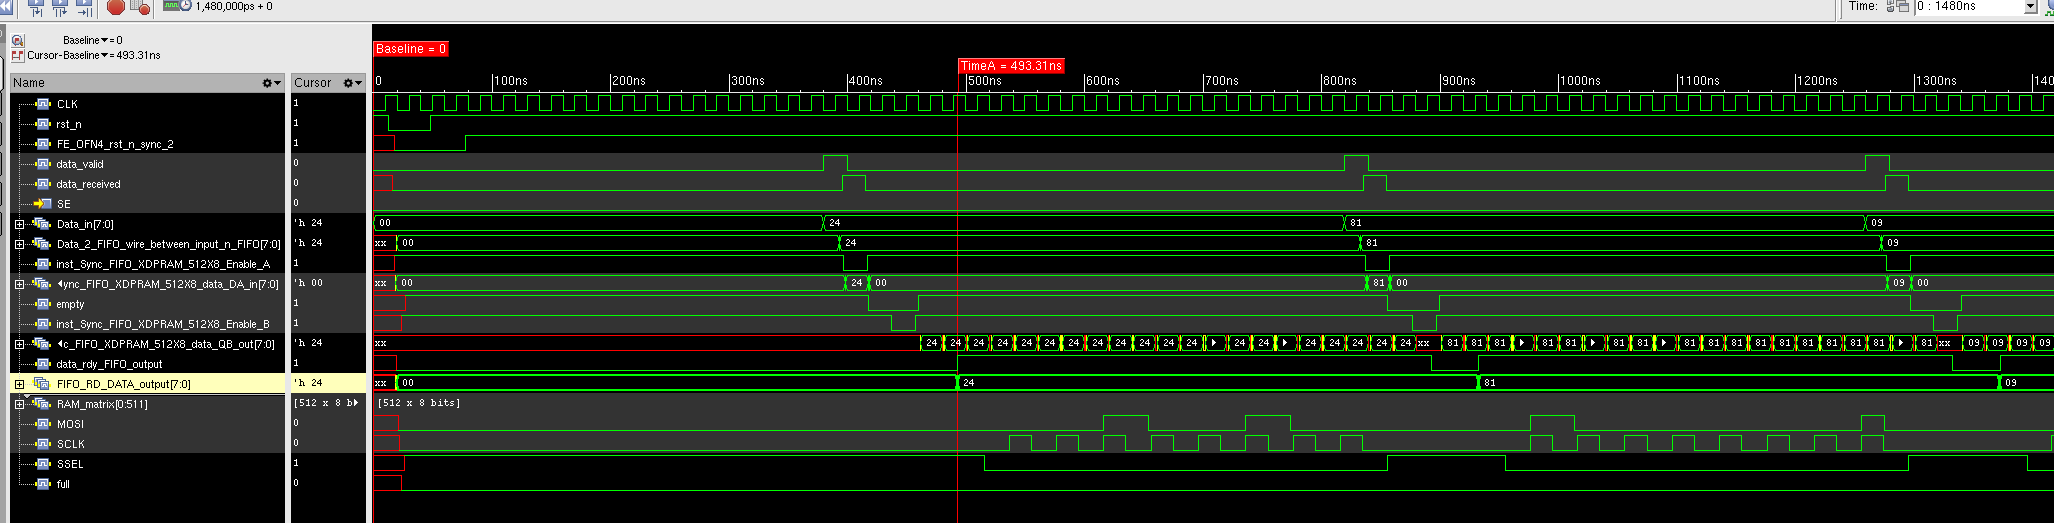 1,480,000ps + 0
Time: 0 : 1480ns
Baseline = 0
Cursor-Baseline = 493.31ns
Baseline = 0
TimeA = 493.31ns
Name Cursor
0 100ns 200ns 300ns 400ns 500ns 600ns 700ns 800ns 900ns 1000ns 1100ns 1200ns 1300ns 140
CLK 1
rst_n 1
FE_OFN4_rst_n_sync_2 1
data_valid 0
data_received 0
SE 0
Data_in[7:0] 'h 24 00 24 81 09
Data_2_FIFO_wire_between_input_n_FIFO[7:0] 'h 24 xx 00 24 81 09
inst_Sync_FIFO_XDPRAM_512X8_Enable_A 1
ync_FIFO_XDPRAM_512X8_data_DA_in[7:0] 'h 00 xx 00 24 00 81 00 09 00
empty 1
inst_Sync_FIFO_XDPRAM_512X8_Enable_B 1
c_FIFO_XDPRAM_512X8_data_QB_out[7:0] 'h 24 xx 24 24 24 24 24 24 24 24 24 24 24 24 24 24 24 24 24 24 24 xx 81 81 81 81 81 81 81 81 81 81 81 81 81 81 81 81 81 81 xx 09 09 09 09
data_rdy_FIFO_output 1
FIFO_RD_DATA_output[7:0] 'h 24 xx 00 24 81 09
RAM_matrix[0:511] [512 x 8 b [512 x 8 bits]
MOSI 0
SCLK 0
SSEL 1
full 0